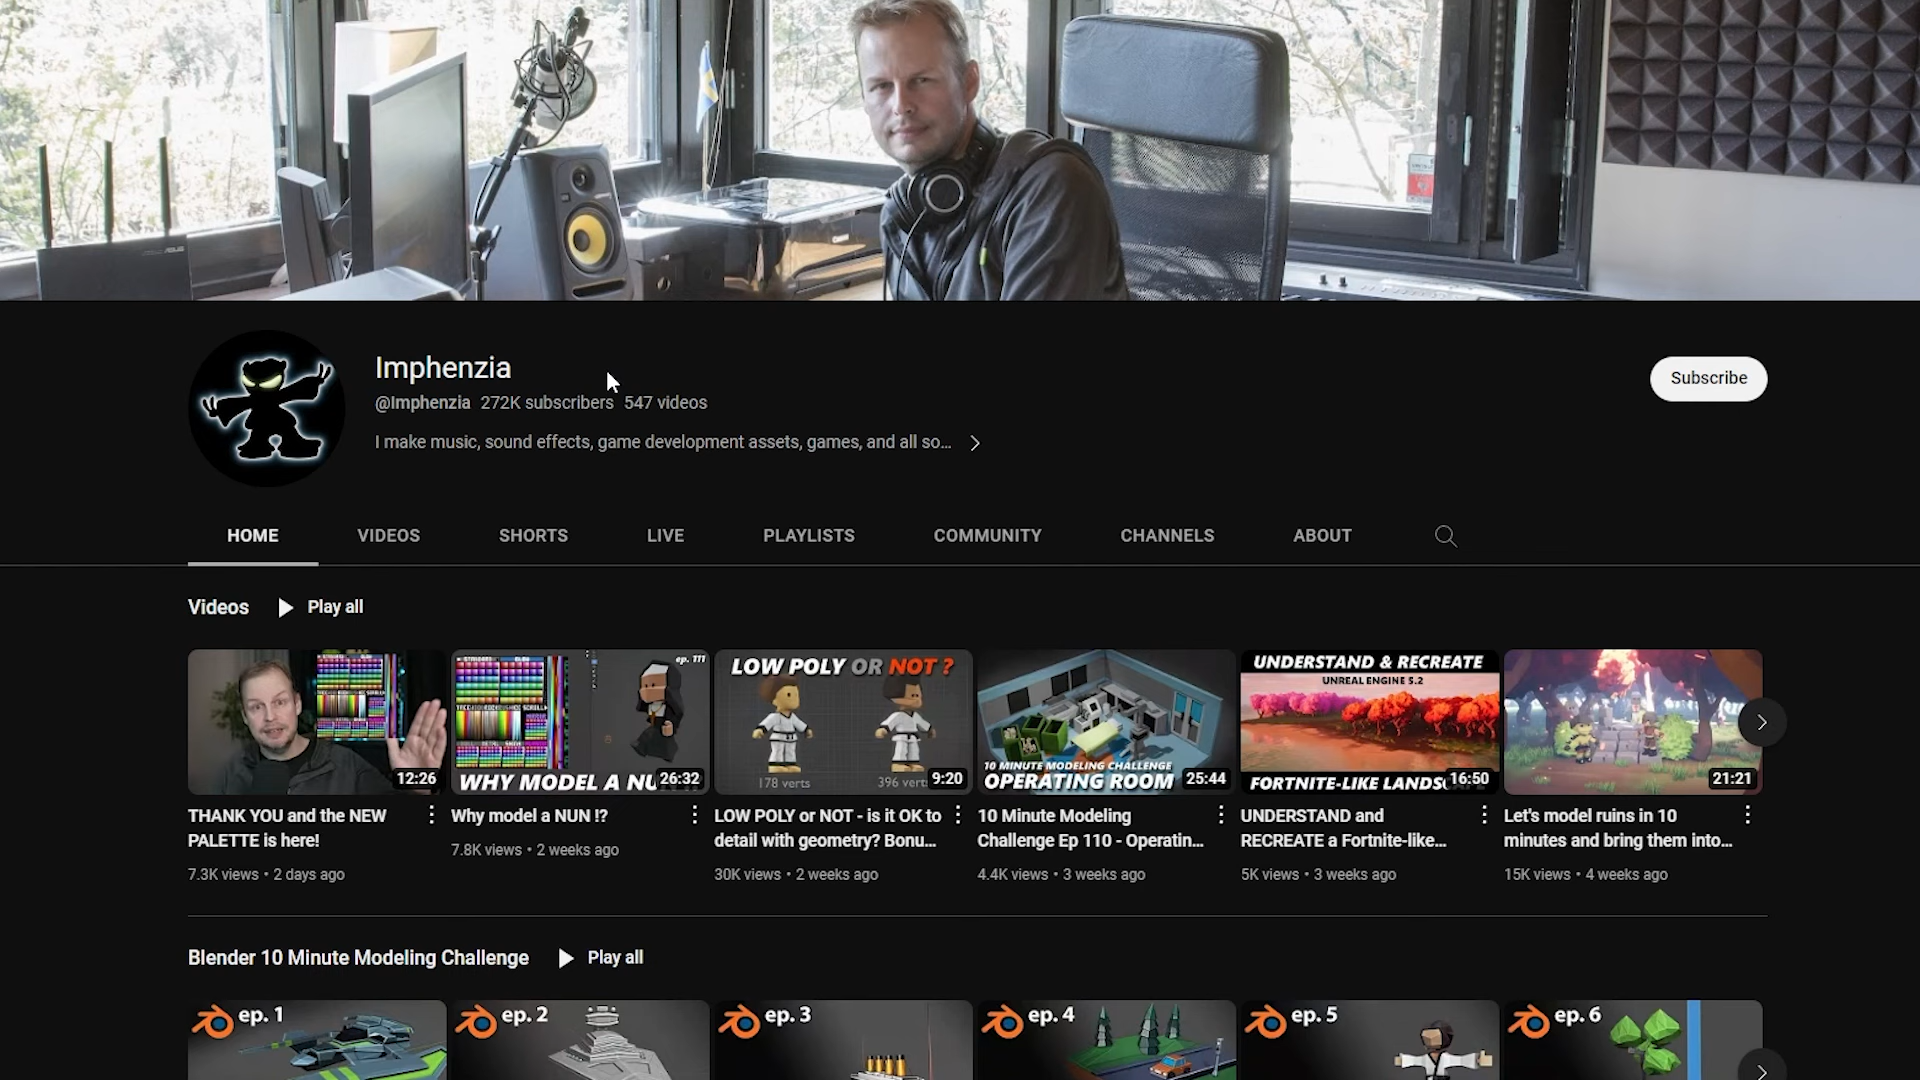 Imphenzia
@Imphenzia 272K subscribers 547 videos
I make music, sound effects, game development assets, games, and all so...
Subscribe
HOME VIDEOS SHORTS LIVE PLAYLISTS COMMUNITY CHANNELS ABOUT
Videos Play all
12:26
ep. 111
WHY MODEL A NU
26:32
LOW POLY OR NOT ?
178 verts
396 vert
9:20
10 MINUTE MODELING CHALLENGE
OPERATING ROOM
25:44
UNDERSTAND & RECREATE
UNREAL ENGINE 5.2
FORTNITE-LIKE LANDSCAPE
16:50
21:21
THANK YOU and the NEW
PALETTE is here!
7.3K views • 2 days ago
Why model a NUN !?
7.8K views • 2 weeks ago
LOW POLY or NOT - is it OK to
detail with geometry? Bonu...
30K views • 2 weeks ago
10 Minute Modeling
Challenge Ep 110 - Operatin...
4.4K views • 3 weeks ago
UNDERSTAND and
RECREATE a Fortnite-like...
5K views • 3 weeks ago
Let's model ruins in 10
minutes and bring them into...
15K views • 4 weeks ago
Blender 10 Minute Modeling Challenge Play all
ep. 1
ep. 2
ep. 3
ep. 4
ep. 5
ep. 6